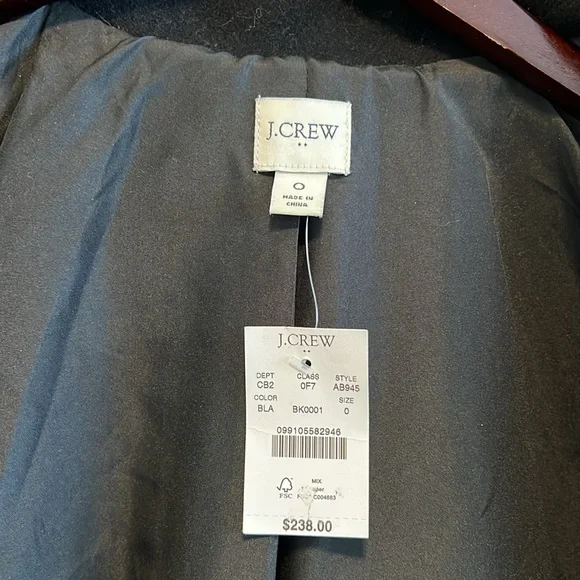 J.CREW
O
MADE IN
CHINA
J.CREW
DEPT CLASS STYLE
CB2 0F7 AB945
COLOR SIZE
BLA BK0001 0
099105582946
MIX
FSC C004683
$238.00